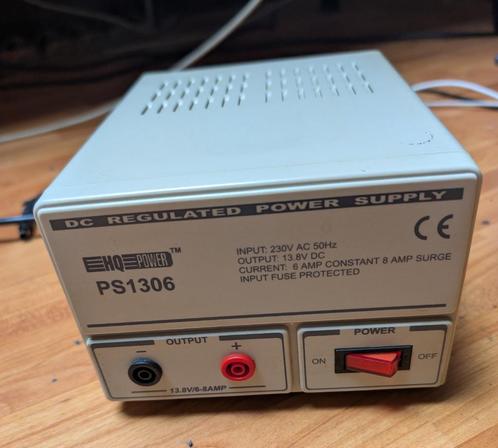 DC REGULATED POWER SUPPLY
HQ POWER™
PS1306
INPUT: 230V AC 50Hz
OUTPUT: 13.8V DC
CURRENT: 6 AMP CONSTANT 8 AMP SURGE
INPUT FUSE PROTECTED
CE
OUTPUT
- +
13.8V/6-8AMP
POWER
ON OFF